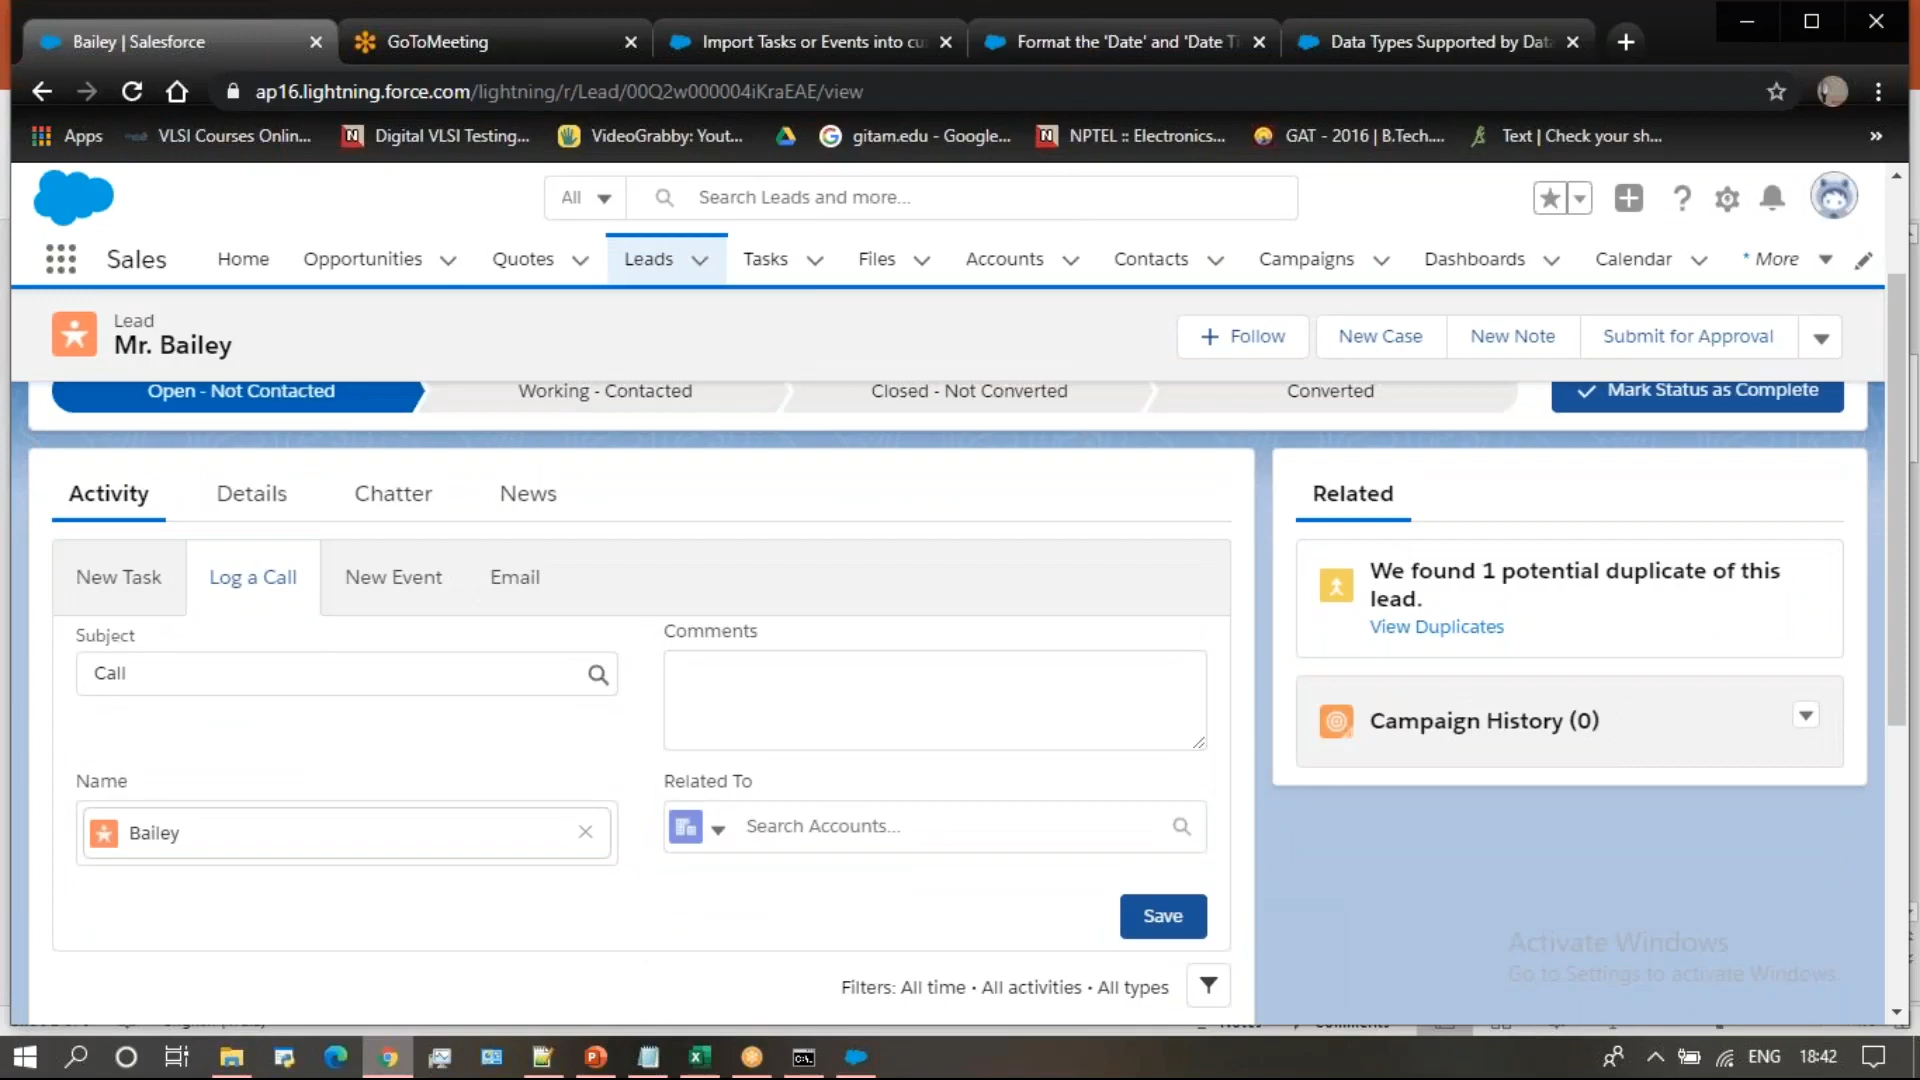 Bailey | Salesforce
GoToMeeting
Import Tasks or Events into cu
Format the 'Date' and 'Date Ti
Data Types Supported by Dat
ap16.lightning.force.com/lightning/r/Lead/00Q2w000004iKraEAE/view
Apps
VLSI Courses Onlin...
Digital VLSI Testing...
VideoGrabby: Yout...
gitam.edu - Google...
NPTEL :: Electronics...
GAT - 2016 | B.Tech....
Text | Check your sh...
»
All
Search Leads and more...
Sales
Home
Opportunities
Quotes
Leads
Tasks
Files
Accounts
Contacts
Campaigns
Dashboards
Calendar
* More
Lead
Mr. Bailey
+ Follow
New Case
New Note
Submit for Approval
Open - Not Contacted
Working - Contacted
Closed - Not Converted
Converted
Mark Status as Complete
Activity
Details
Chatter
News
Related
New Task
Log a Call
New Event
Email
We found 1 potential duplicate of this
lead.
View Duplicates
Subject
Call
Comments
Campaign History (0)
Name
Bailey
Related To
Search Accounts...
Save
Activate Windows
Go to Settings to activate Windows.
Filters: All time • All activities • All types
ENG
18:42